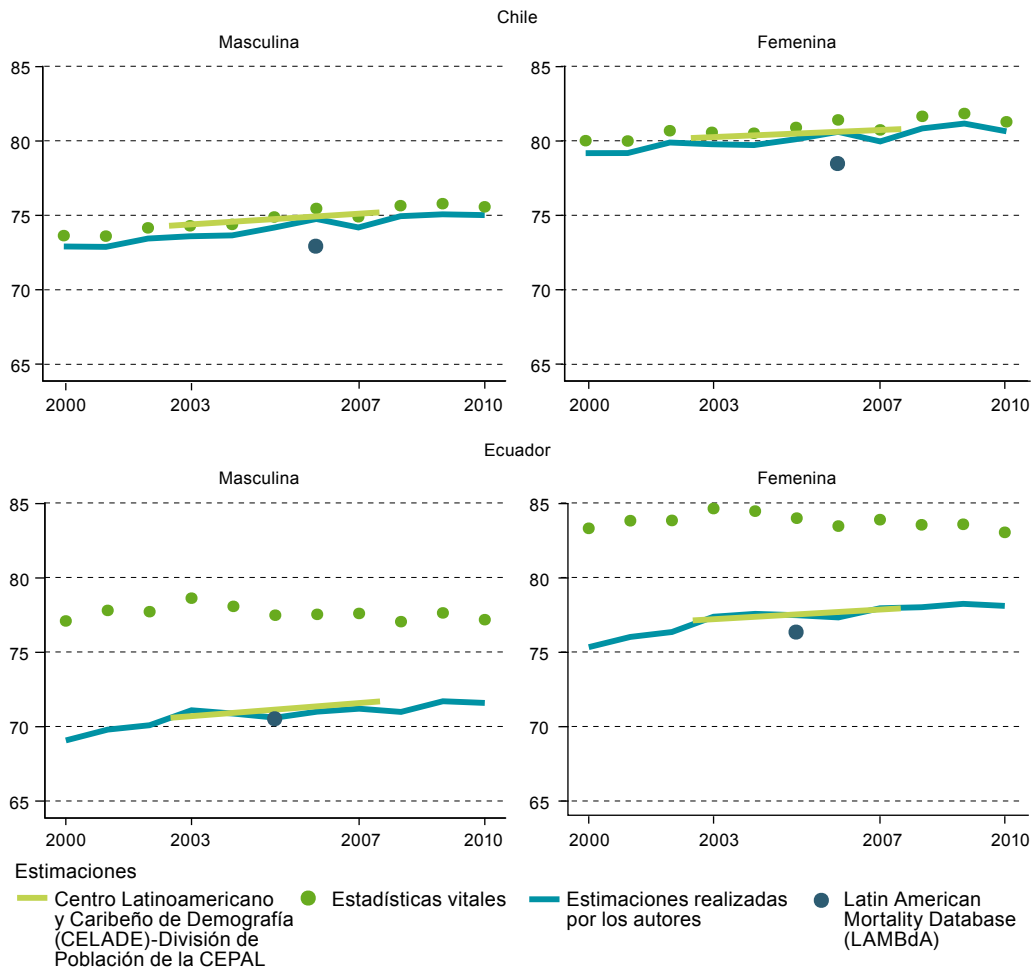 Chile
Masculina
Femenina
85
80
75
70
65
2000 2003 2007 2010
85
80
75
70
65
2000 2003 2007 2010
Ecuador
Masculina
Femenina
85
80
75
70
65
2000 2003 2007 2010
85
80
75
70
65
2000 2003 2007 2010
Estimaciones
Centro Latinoamericano
y Caribeño de Demografía
(CELADE)-División de
Población de la CEPAL
Estadísticas vitales
Estimaciones realizadas
por los autores
Latin American
Mortality Database
(LAMBdA)